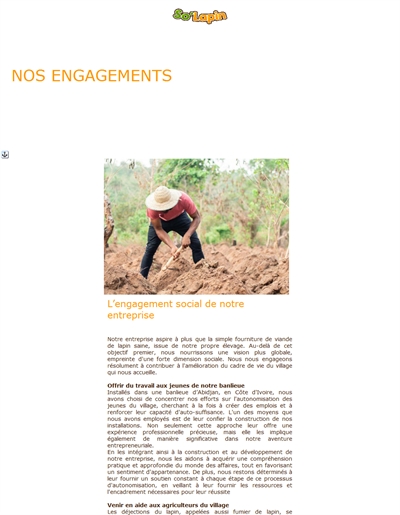 So'Lapin
NOS ENGAGEMENTS
L'engagement social de notre
entreprise
Notre entreprise aspire à plus que la simple fourniture de viande
de lapin saine, issue de notre propre élevage. Au-delà de cet
objectif premier, nous nourrissons une vision plus globale,
empreinte d'une forte dimension sociale. Nous nous engageons
résolument à contribuer à l'amélioration du cadre de vie du village
qui nous accueille.
Offrir du travail aux jeunes de notre banlieue
Installés dans une banlieue d'Abidjan, en Côte d'Ivoire, nous
avons choisi de concentrer nos efforts sur l'autonomisation des
jeunes du village, cherchant à la fois à créer des emplois et à
renforcer leur capacité d'auto-suffisance. L'un des moyens que
nous avons employés est de leur confier la construction de nos
installations. Non seulement cette approche leur offre une
expérience professionnelle précieuse, mais elle les implique
également de manière significative dans notre aventure
entrepreneuriale.
En les intégrant ainsi à la construction et au développement de
notre entreprise, nous les aidons à acquérir une compréhension
pratique et approfondie du monde des affaires, tout en favorisant
un sentiment d'appartenance. De plus, nous restons déterminés à
leur fournir un soutien constant à chaque étape de ce processus
d'autonomisation, en veillant à leur fournir les ressources et
l'encadrement nécessaires pour leur réussite
Venir en aide aux agriculteurs du village
Les déjections du lapin, appelées aussi fumier de lapin, se